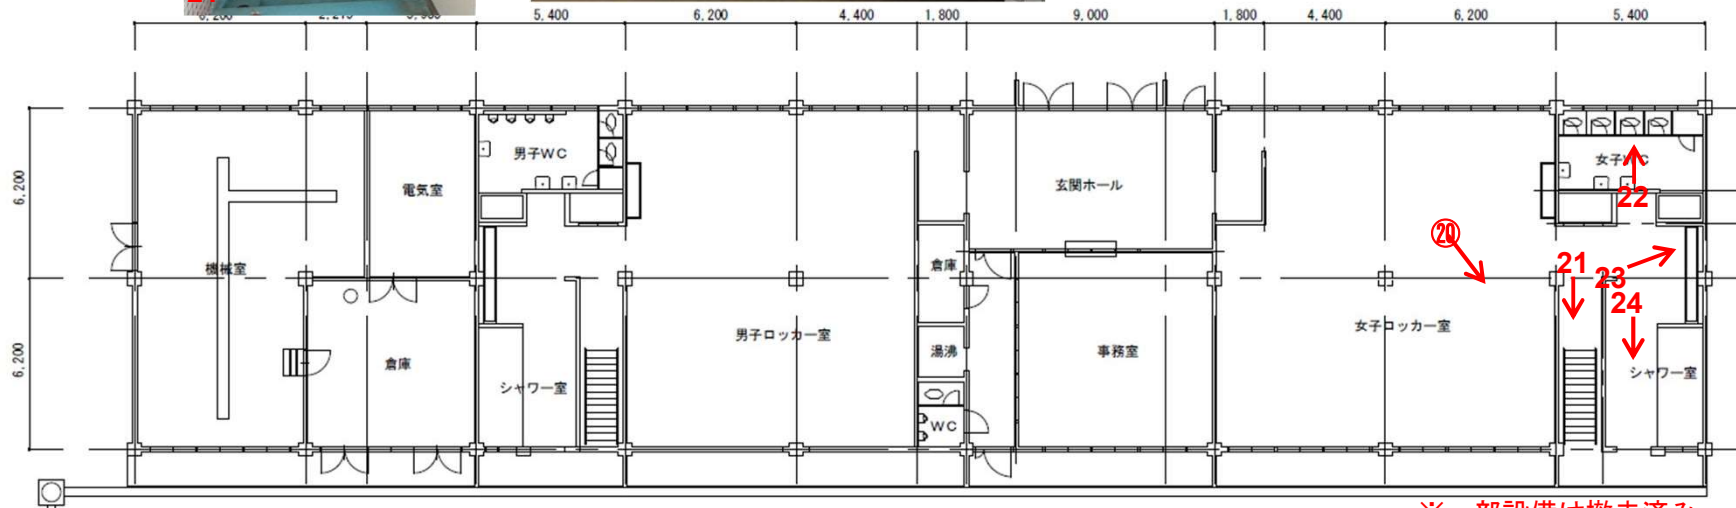 5,400
6,200
4,400
1,800
9,000
1,800
4,400
6,200
5,400
6,200
6,200
機械室
電気室
倉庫
男子WC
シャワー室
男子ロッカー室
倉庫
湯沸
WC
玄関ホール
事務室
女子ロッカー室
女子WC
シャワー室
⑳
21
22
23
24